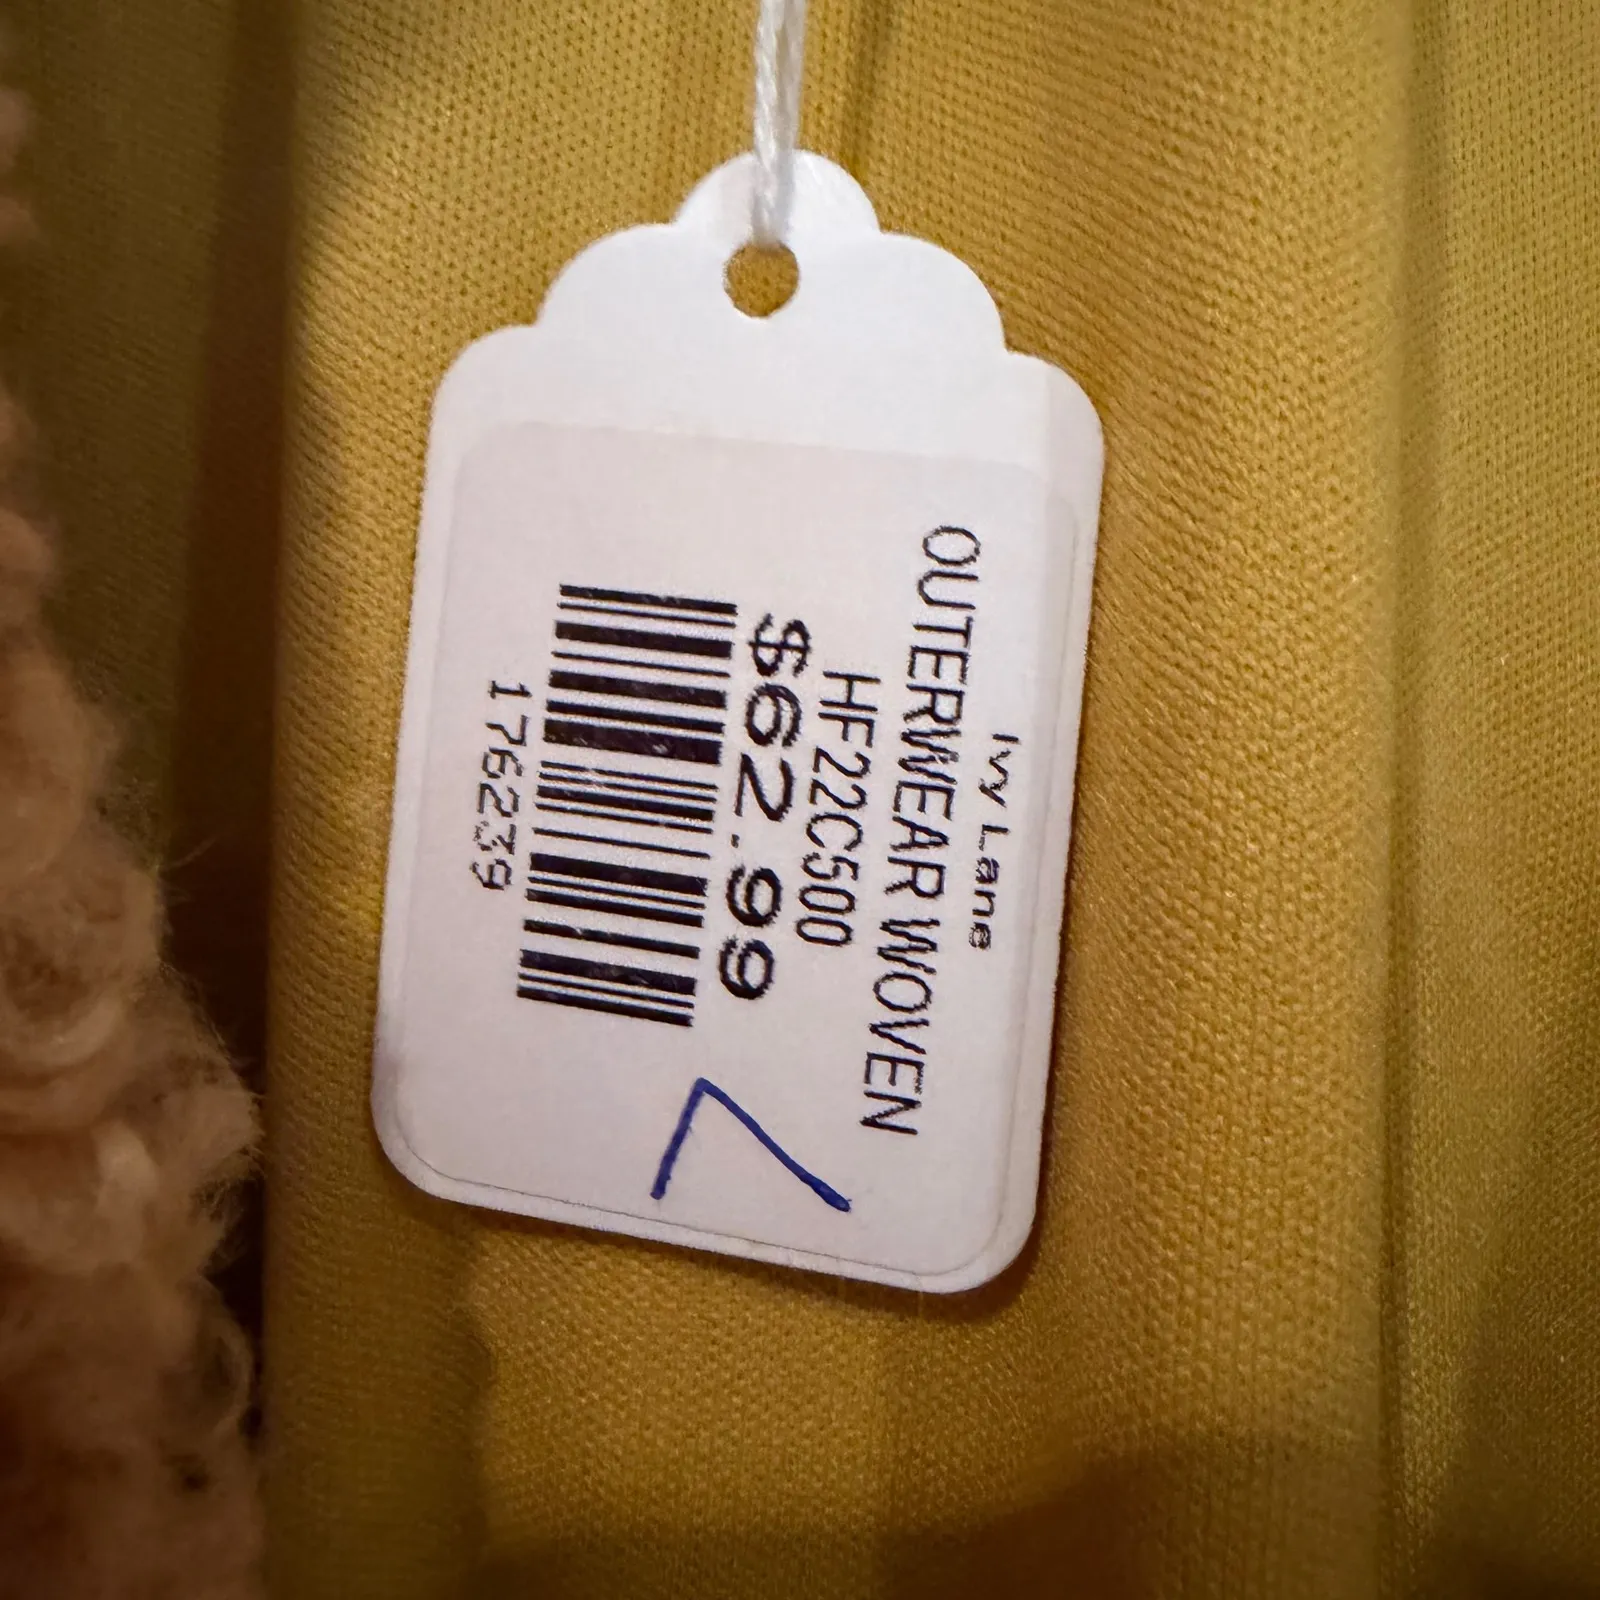 Ivy Lane
OUTERWEAR WOVEN
HF22C500
$62.99
176239
L